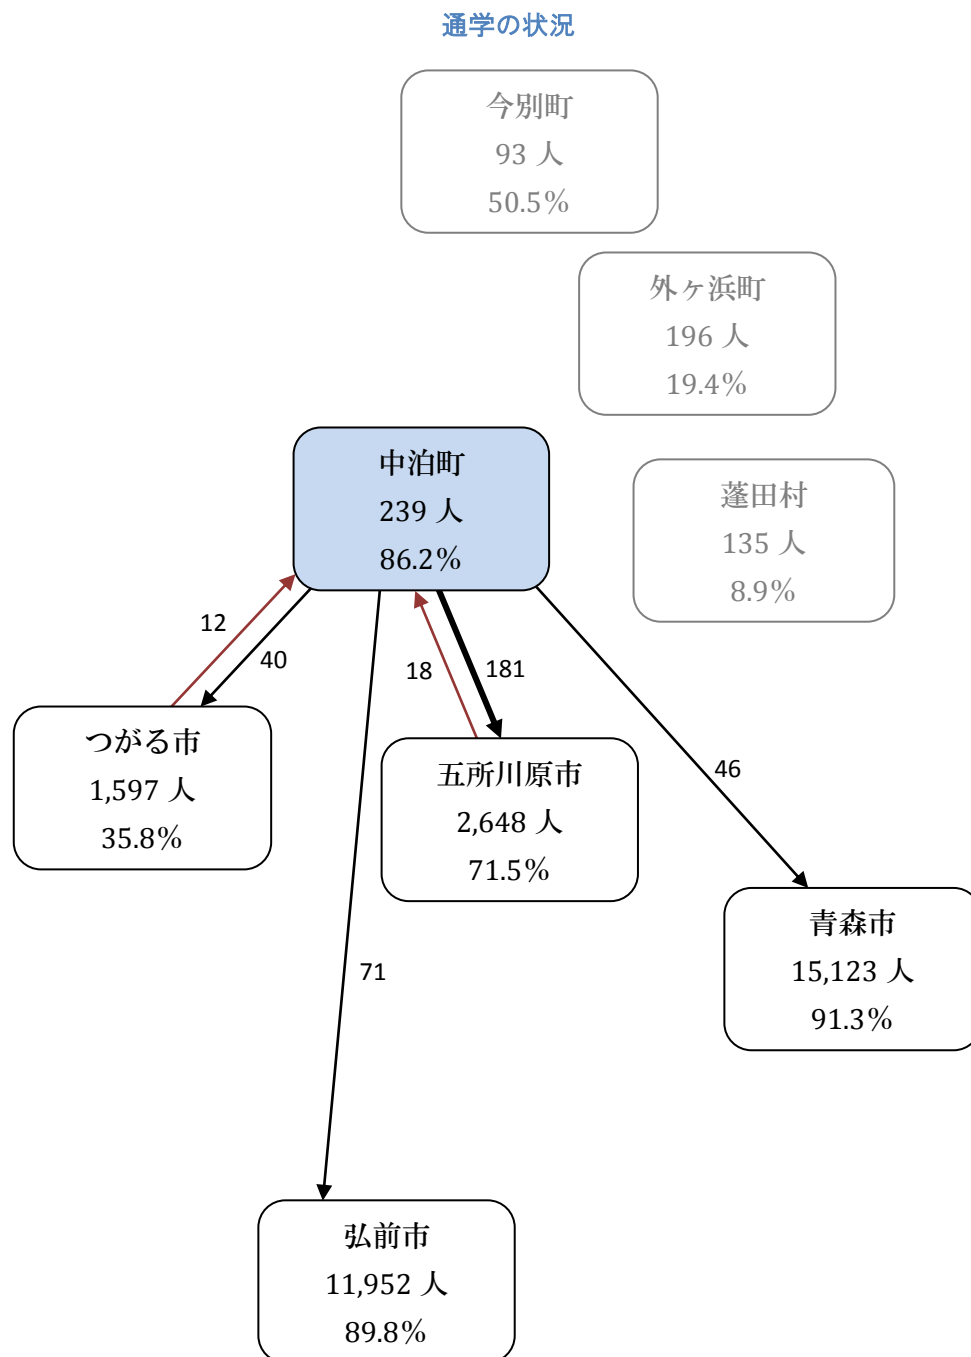 通学の状況
今別町
93 人
50.5%
外ヶ浜町
196 人
19.4%
中泊町
239 人
86.2%
蓬田村
135 人
8.9%
12
40
18
181
46
つがる市
1,597 人
35.8%
五所川原市
2,648 人
71.5%
青森市
15,123 人
91.3%
71
弘前市
11,952 人
89.8%